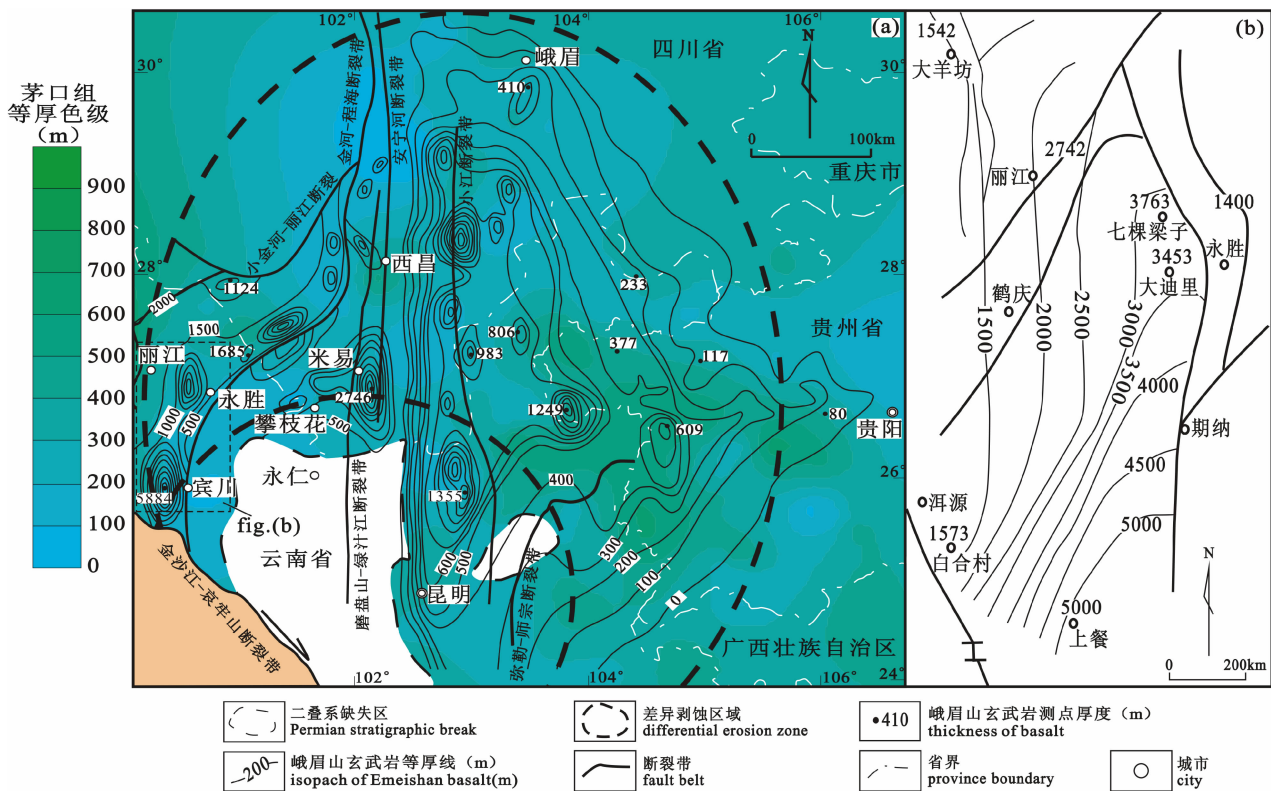 茅口组
等厚色级
（m）
900
800
700
600
500
400
300
200
100
0
102°
104°
106°
(a)
30°
峨眉
四川省
N
0
100km
410
重庆市
金河-程海断裂带
安宁河断裂带
小江断裂带
小金河-丽江断裂
西昌
28°
28°
1124
2000
233
贵州省
1500
806
丽江
1685
米易
983
377
117
永胜
2746
1000
500
攀枝花
500
1249
80
609
贵阳
5884
宾川
永仁
1355
400
26°
fig.(b)
云南省
磨盘山-绿汁江断裂带
600
500
300
200
100
0
昆明
金沙江-哀牢山断裂带
弥勒-师宗断裂带
广西壮族自治区
102°
104°
106°
24°
(b)
1542
大羊坊
2742
丽江
3763
七棵梁子
1400
3453
永胜
大迪里
鹤庆
1500
2000
2500
3000
3500
4000
期纳
4500
洱源
5000
1573
白合村
N
5000
上餐
0
200km
二叠系缺失区
Permian stratigraphic break
差异剥蚀区域
differential erosion zone
•410
峨眉山玄武岩测点厚度（m）
thickness of basalt
200
峨眉山玄武岩等厚线（m）
isopach of Emeishan basalt(m)
断裂带
fault belt
省界
province boundary
城市
city